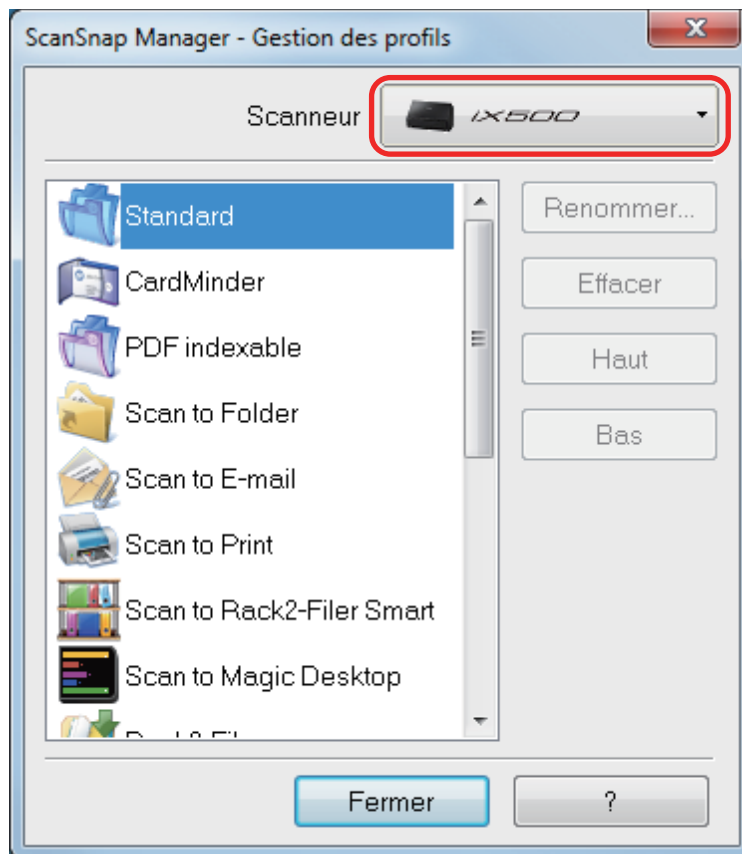 ScanSnap Manager - Gestion des profils
Scanneur iX500
Standard
CardMinder
PDF indexable
Scan to Folder
Scan to E-mail
Scan to Print
Scan to Rack2-Filer Smart
Scan to Magic Desktop
Renommer...
Effacer
Haut
Bas
Fermer
?